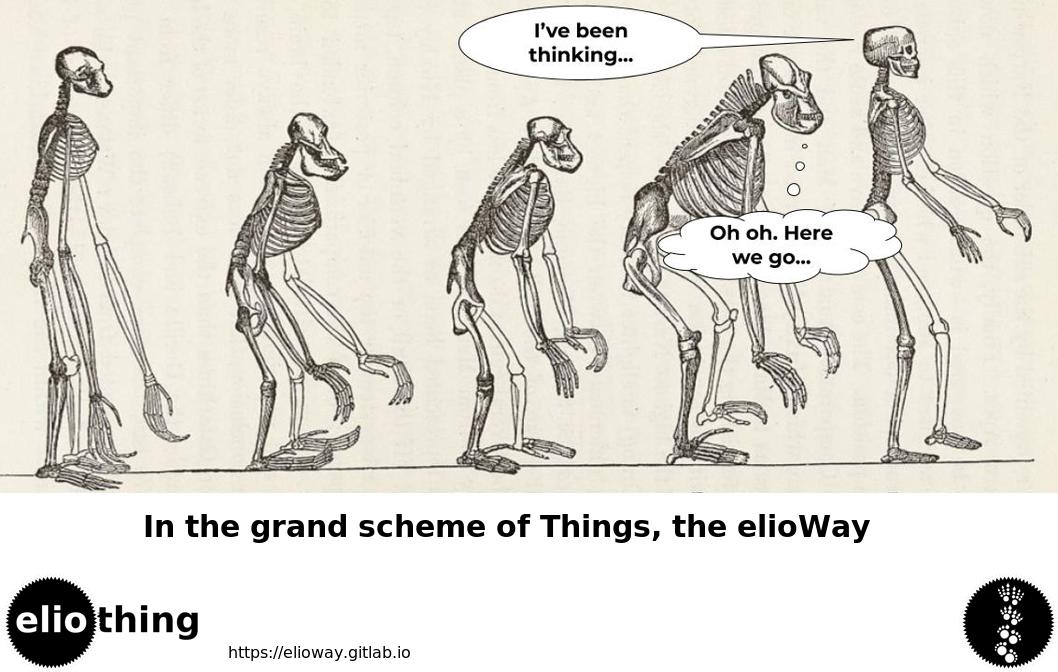 I’ve been
thinking...
Oh oh. Here
we go...
In the grand scheme of Things, the elioWay
eliothing
https://elioway.gitlab.io